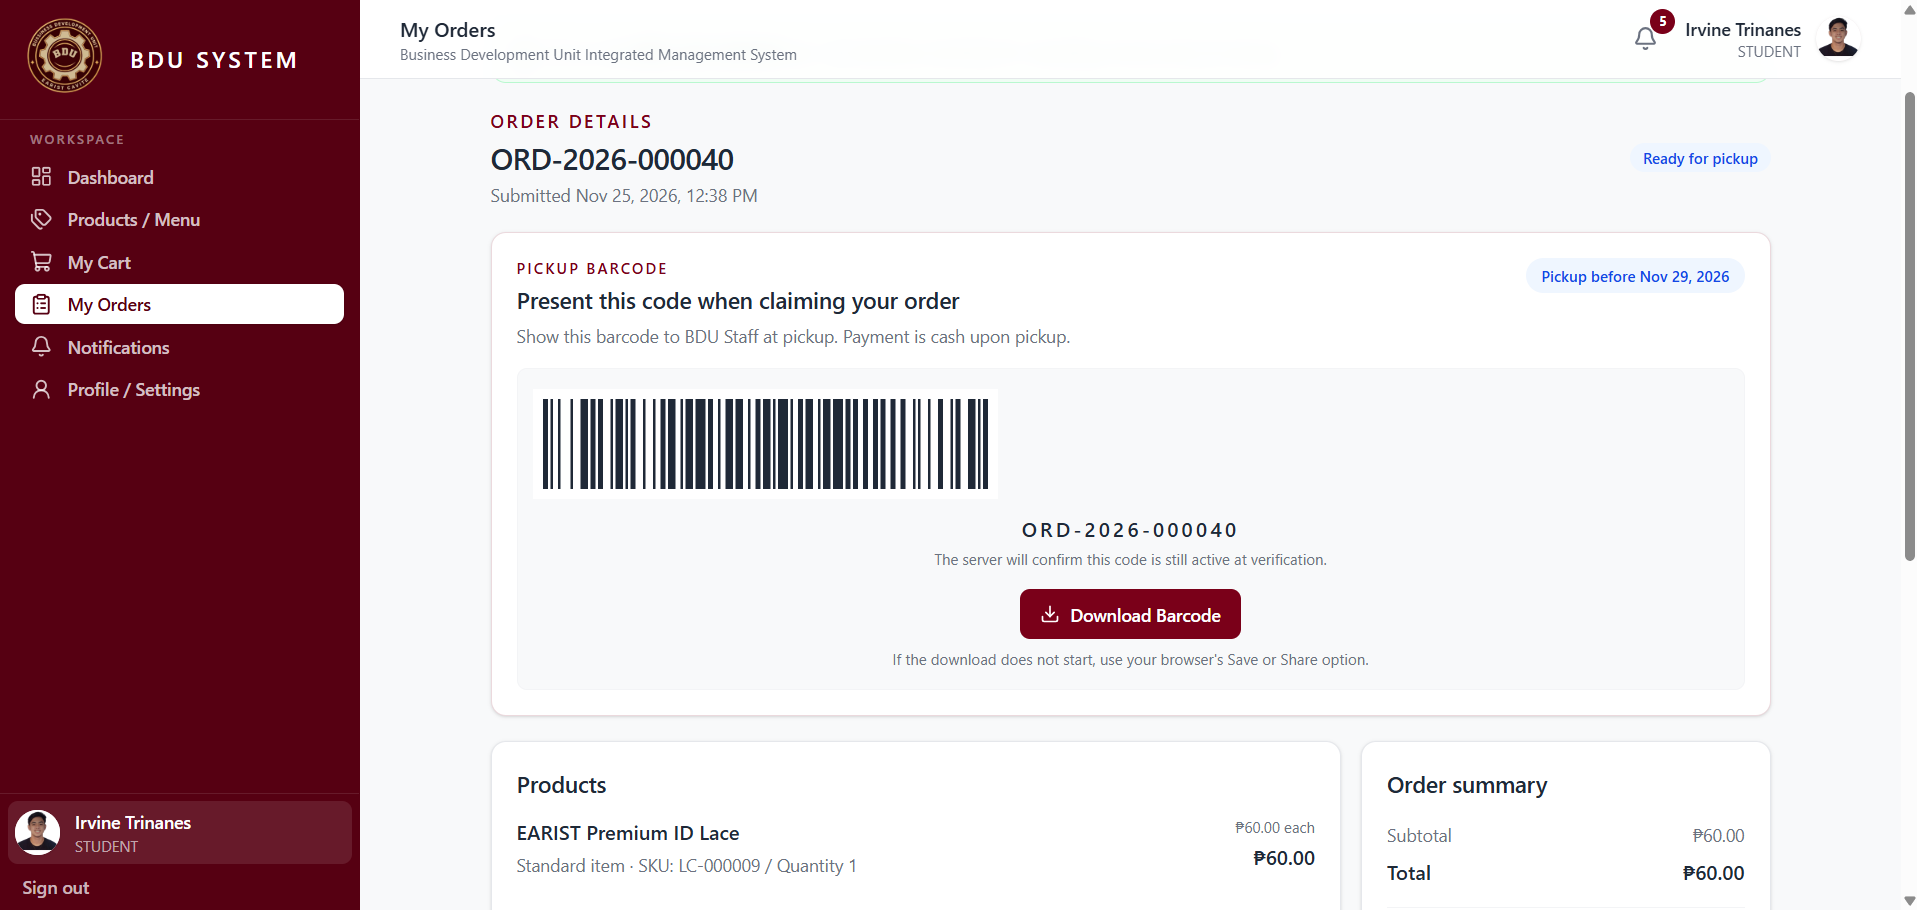 BDU SYSTEM
WORKSPACE
Dashboard
Products / Menu
My Cart
My Orders
Notifications
Profile / Settings
Irvine Trinanes
STUDENT
Sign out
My Orders
Business Development Unit Integrated Management System
5
Irvine Trinanes
STUDENT
ORDER DETAILS
ORD-2026-000040
Submitted Nov 25, 2026, 12:38 PM
Ready for pickup
PICKUP BARCODE
Present this code when claiming your order
Show this barcode to BDU Staff at pickup. Payment is cash upon pickup.
Pickup before Nov 29, 2026
ORD-2026-000040
The server will confirm this code is still active at verification.
Download Barcode
If the download does not start, use your browser's Save or Share option.
Products
EARIST Premium ID Lace
Standard item · SKU: LC-000009 / Quantity 1
₱60.00 each
₱60.00
Order summary
Subtotal ₱60.00
Total ₱60.00
BUSINESS DEVELOPMENT UNIT
BDU
EARIST CAVITE